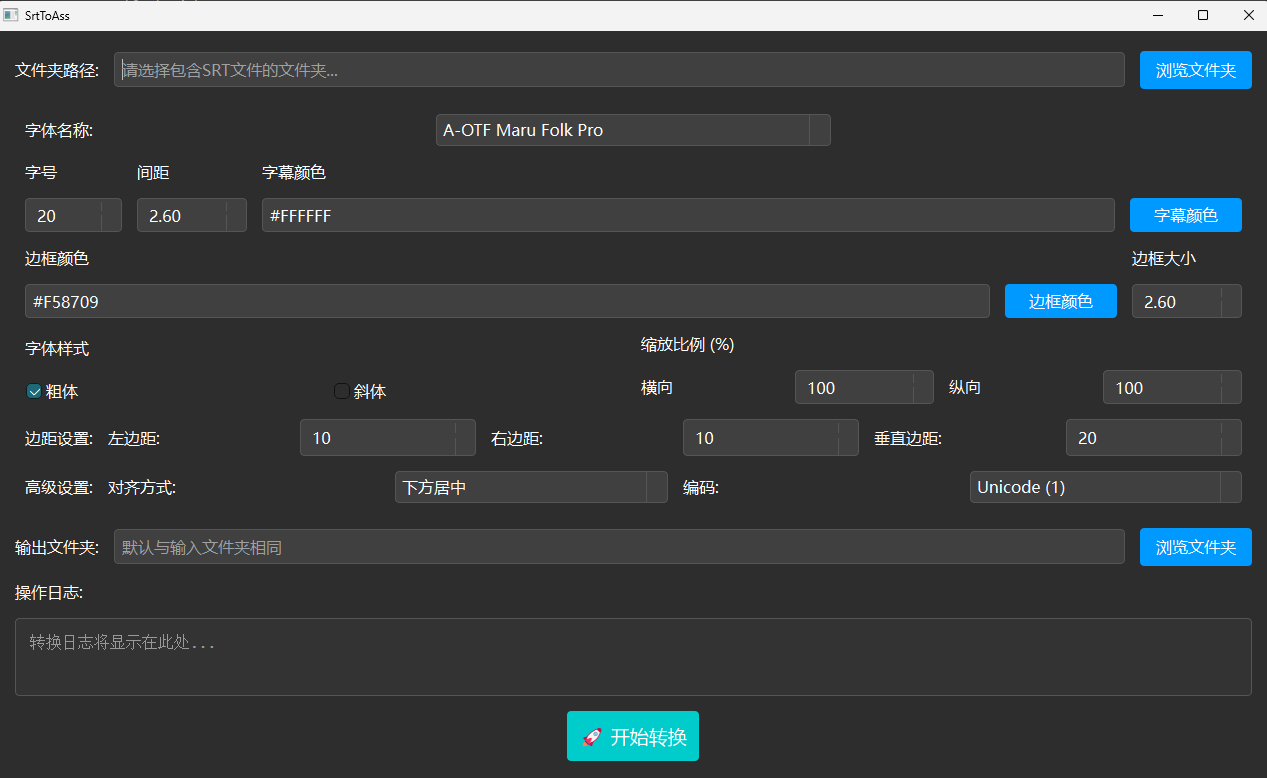 SrtToAss
文件夹路径: 请选择包含SRT文件的文件夹... 浏览文件夹
字体名称: A-OTF Maru Folk Pro
字号 间距 字幕颜色
20 2.60 #FFFFFF 字幕颜色
边框颜色 边框大小
#F58709 边框颜色 2.60
字体样式 缩放比例 (%)
粗体 斜体 横向 100 纵向 100
边距设置: 左边距: 10 右边距: 10 垂直边距: 20
高级设置: 对齐方式: 下方居中 编码: Unicode (1)
输出文件夹: 默认与输入文件夹相同 浏览文件夹
操作日志:
转换日志将显示在此处...
🚀 开始转换